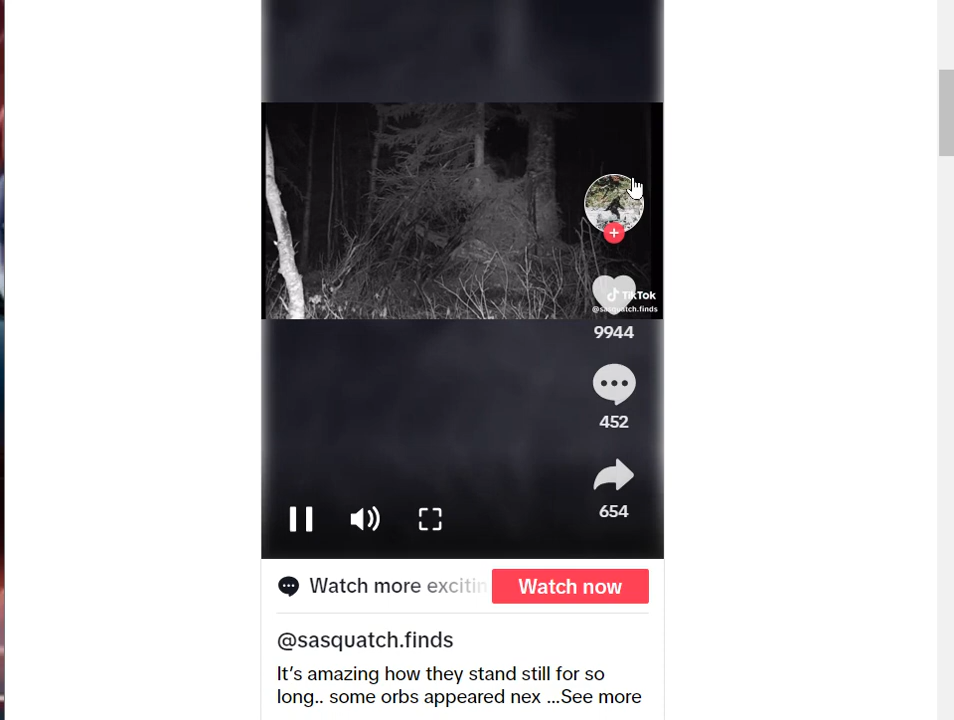 TikTok
@sasquatch.finds
9944
452
654
Watch more excitin
Watch now
@sasquatch.finds
It’s amazing how they stand still for so
long.. some orbs appeared nex ...See more